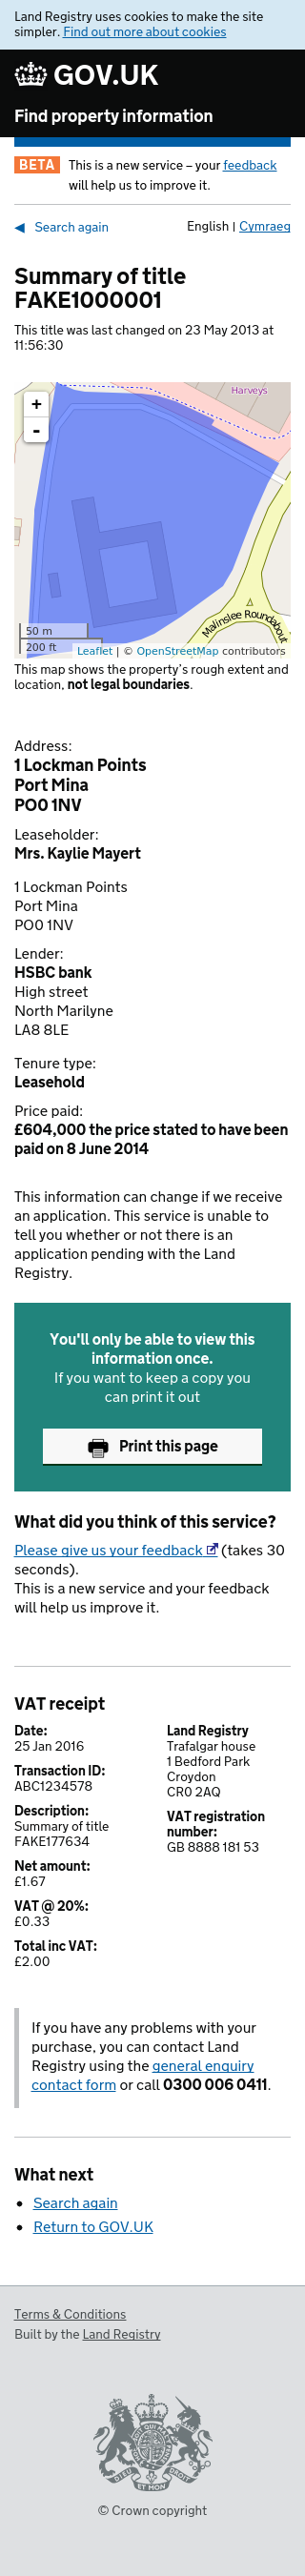 Land Registry uses cookies to make the site
simpler. Find out more about cookies
GOV.UK
Find property information
BETA This is a new service – your feedback
will help us to improve it.
◀ Search again English | Cymraeg
Summary of title
FAKE1000001
This title was last changed on 23 May 2013 at
11:56:30
Harveys
+
-
Malinslee Roundabout
50 m
200 ft
Leaflet | © OpenStreetMap contributors
This map shows the property's rough extent and
location, not legal boundaries.
Address:
1 Lockman Points
Port Mina
PO0 1NV
Leaseholder:
Mrs. Kaylie Mayert
1 Lockman Points
Port Mina
PO0 1NV
Lender:
HSBC bank
High street
North Marilyne
LA8 8LE
Tenure type:
Leasehold
Price paid:
£604,000 the price stated to have been
paid on 8 June 2014
This information can change if we receive
an application. This service is unable to
tell you whether or not there is an
application pending with the Land
Registry.
You'll only be able to view this
information once.
If you want to keep a copy you
can print it out
Print this page
What did you think of this service?
Please give us your feedback (takes 30
seconds).
This is a new service and your feedback
will help us improve it.
VAT receipt
Date:
25 Jan 2016
Transaction ID:
ABC1234578
Description:
Summary of title
FAKE177634
Net amount:
£1.67
VAT @ 20%:
£0.33
Total inc VAT:
£2.00
Land Registry
Trafalgar house
1 Bedford Park
Croydon
CR0 2AQ
VAT registration
number:
GB 8888 181 53
If you have any problems with your
purchase, you can contact Land
Registry using the general enquiry
contact form or call 0300 006 0411.
What next
• Search again
• Return to GOV.UK
Terms & Conditions
Built by the Land Registry
© Crown copyright